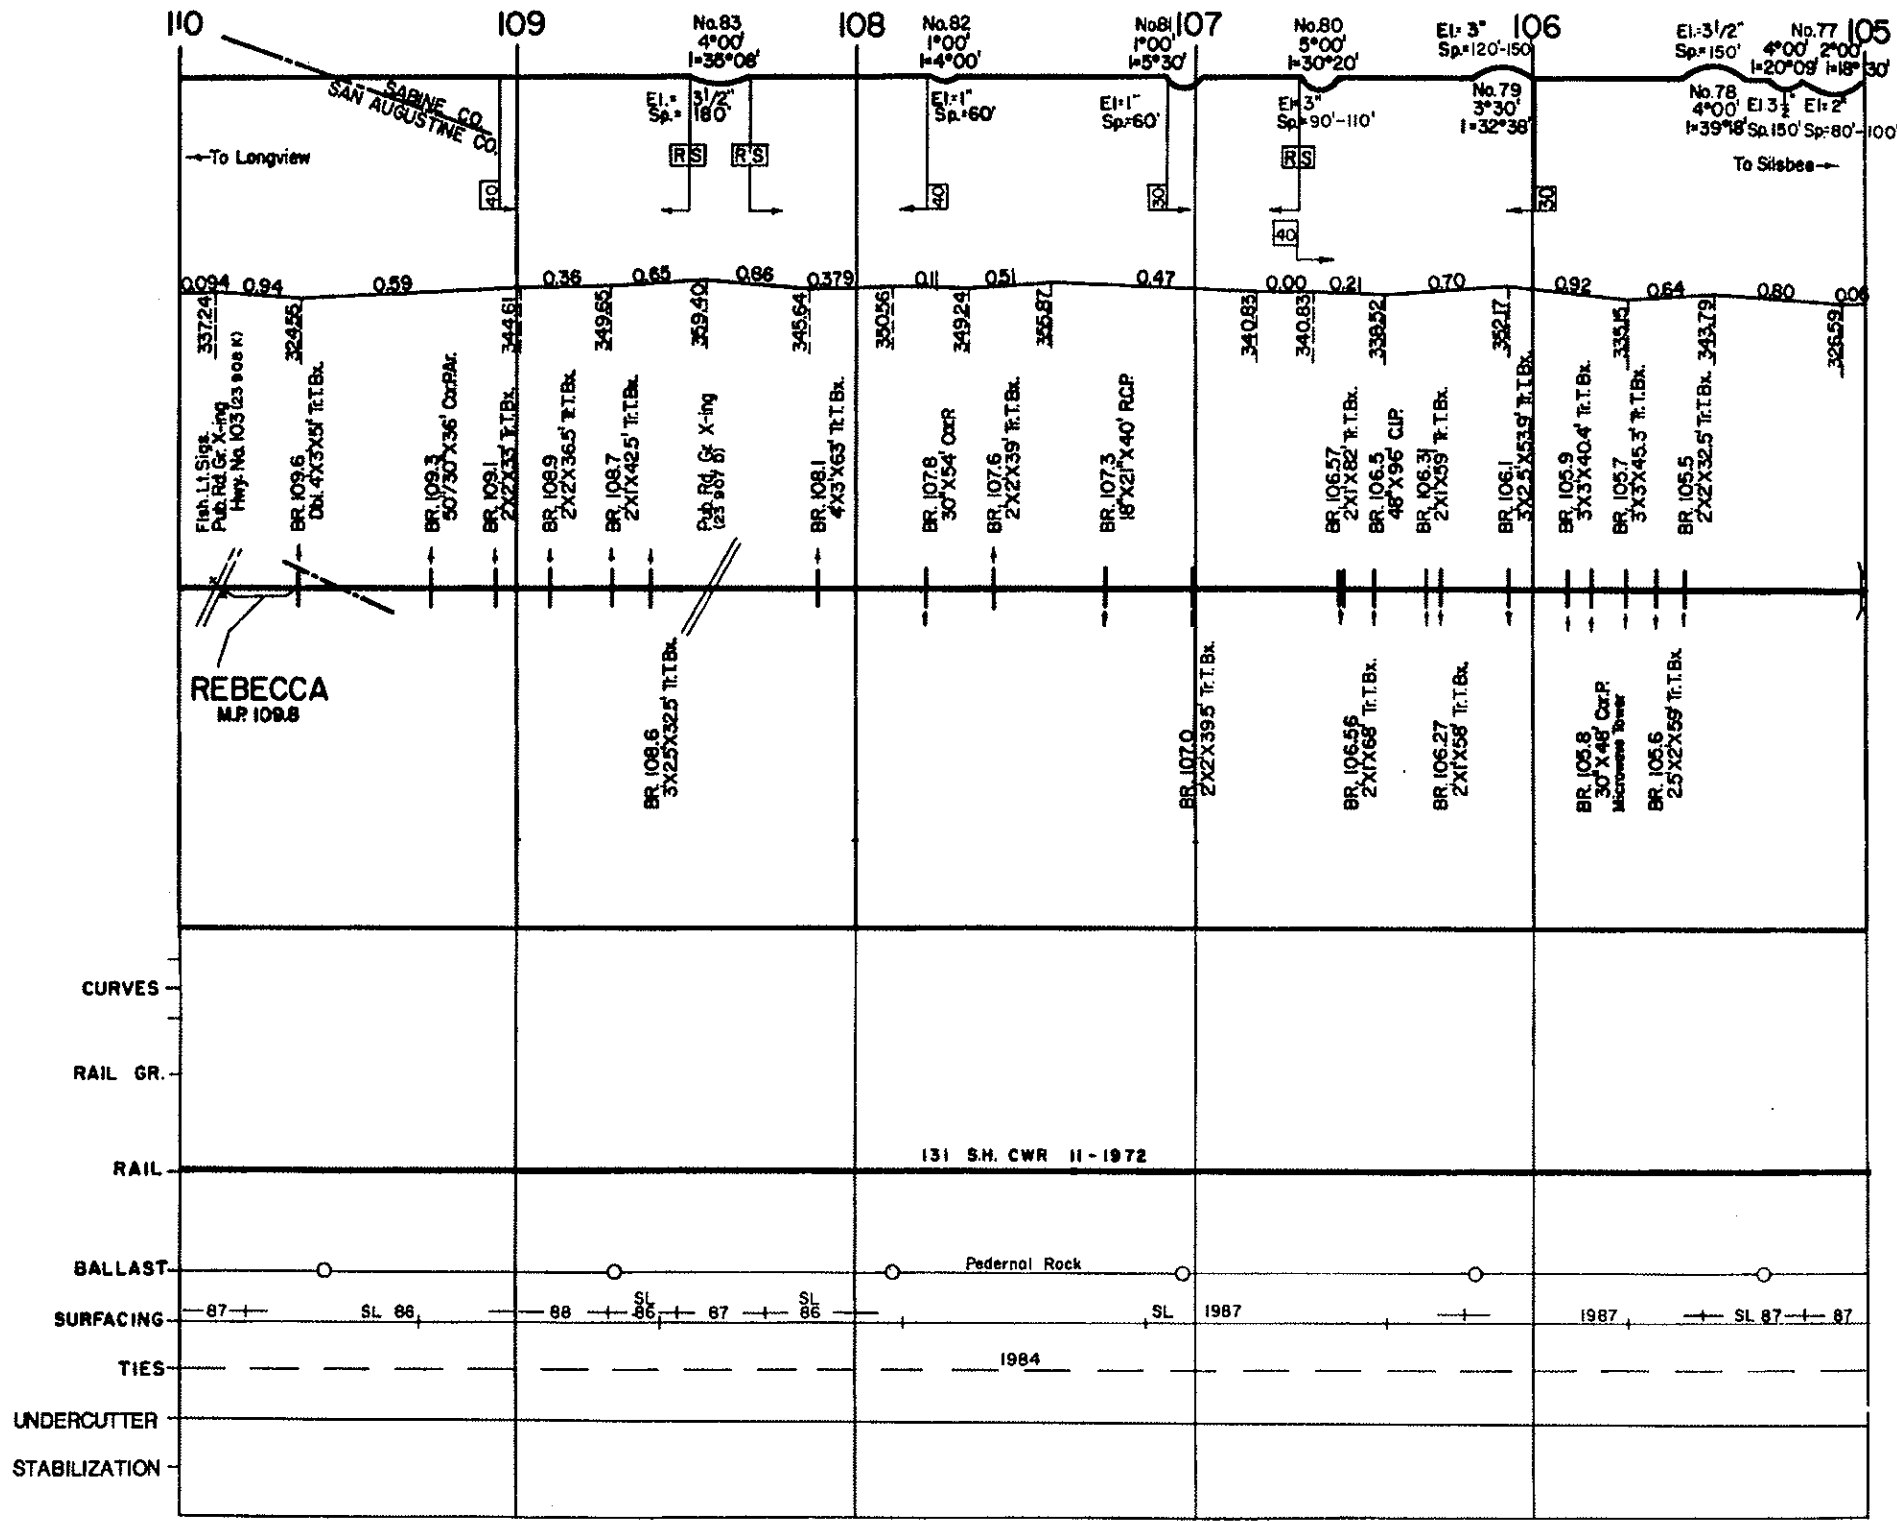 110
109
108
107
106
105
No.83
4°00'
I=35°08'
No.82
1°00'
I=4°00'
No.81
1°00'
I=5°30'
No.80
5°00'
I=30°20'
El.= 3"
Sp.=120'-150'
El.=3 1/2"
Sp.=150'
No.77
4°00' 2°00'
I=20°09' I=18°30'
SABINE CO.
SAN AUGUSTINE CO.
El.= 3 1/2"
Sp.= 180'
El.=1"
Sp.=60'
El=1"
Sp.=60'
El=3"
Sp.=90'-110'
No.79
3°30'
I=32°38'
No.78
4°00'
I=39°18'
El 3 1/2"
Sp. 150'
El= 2"
Sp=80'-100'
To Longview
RS
RS
RS
To Silsbee
40
40
30
30
40
0.094
0.94
0.59
0.36
0.65
0.86
0.379
0.11
0.51
0.47
0.00
0.21
0.70
0.92
0.64
0.80
0.06
337.24
324.55
344.61
349.65
359.40
345.64
350.56
349.24
355.87
340.83
340.83
338.52
352.17
335.15
343.79
326.59
Flsh. Lt. Sigs.
Pub. Rd. Gr. X-ing
Hwy. No. 103 (23 908 K)
BR. 109.6
Dbl. 4'X3'X51' Tr.T.Bx.
BR. 109.3
50"/30"X36' Cor.P.Ar.
BR. 109.1
2'X2'X33' Tr.T.Bx.
BR. 108.9
2'X2'X36.5' Tr.T.Bx.
BR. 108.7
2'X1'X42.5' Tr.T.Bx.
Pub. Rd. Gr. X-ing
(23 907 D)
BR. 108.1
4'X3'X63' Tr.T.Bx.
BR. 107.8
30"X54' Cor.P.
BR. 107.6
2'X2'X39' Tr.T.Bx.
BR. 107.3
18"X21"X40' R.C.P.
BR. 106.57
2'X1'X82' Tr.T.Bx.
BR. 106.5
48"X96' C.I.P.
BR. 106.31
2'X1'X59' Tr.T.Bx.
BR. 106.1
3'X2.5'X53.9' Tr.T.Bx.
BR. 105.9
3'X3'X40.4' Tr.T.Bx.
BR. 105.7
3'X3'X45.3' Tr.T.Bx.
BR. 105.5
2'X2'X32.5' Tr.T.Bx.
REBECCA
M.P. 109.8
BR. 108.6
3'X2.5'X32.5' Tr.T.Bx.
BR. 107.0
2'X2'X39.5' Tr.T.Bx.
BR. 106.56
2'X1'X68' Tr.T.Bx.
BR. 106.27
2'X1'X58' Tr.T.Bx.
BR. 105.8
30"X48' Cor.P.
Microwave Tower
BR. 105.6
2.5'X2'X59' Tr.T.Bx.
CURVES
RAIL GR.
RAIL
131 S.H. CWR 11-1972
BALLAST
Pedernal Rock
SURFACING
87
SL 86
88
SL
86
87
SL
86
SL 1987
1987
SL 87
87
TIES
1984
UNDERCUTTER
STABILIZATION